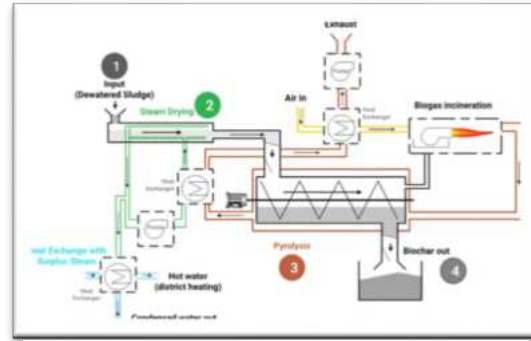 Exhaust
1
Input
(Dewatered Sludge)
Steam Drying 2
Air in
Heat
Exchanger
Biogas incineration
Heat
Exchanger
Pyrolysis
3
Biochar out
4
Heat Exchange with
Surplus Steam
Heat
Exchanger
Hot water
(district heating)
Condensed water out